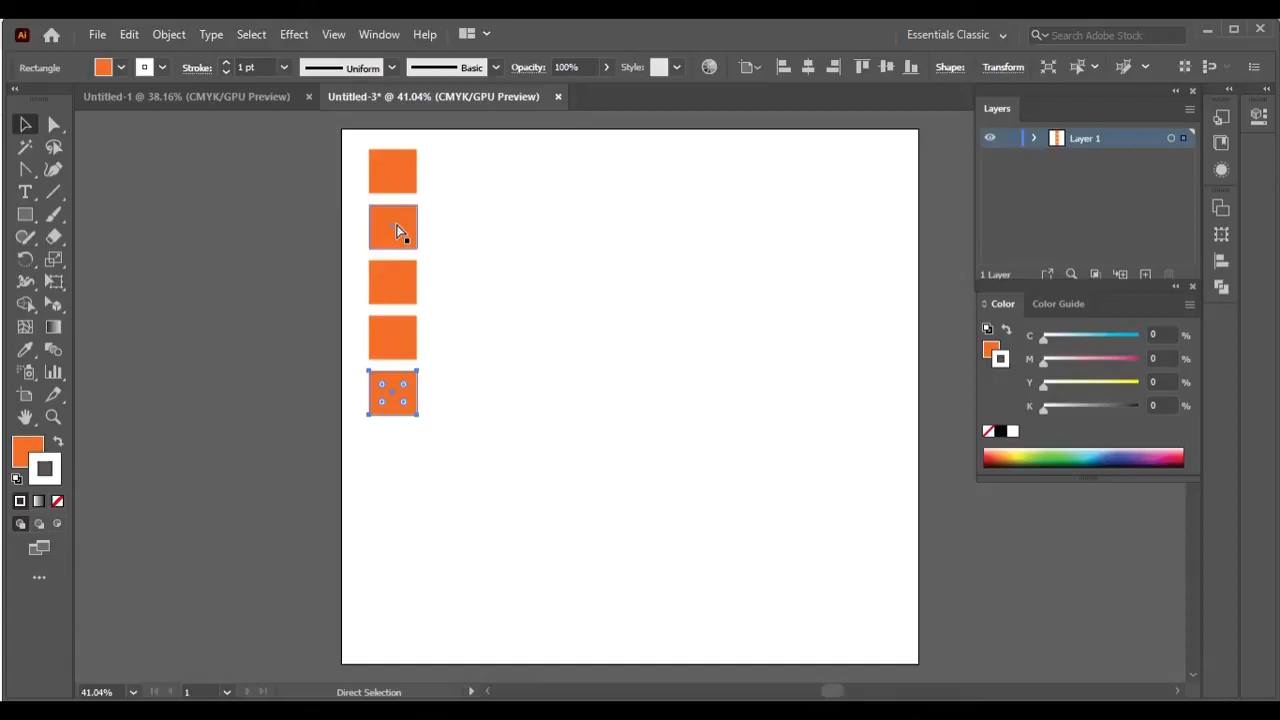 Ai File Edit Object Type Select Effect View Window Help Essentials Classic Search Adobe Stock
Rectangle Stroke: 1 pt Uniform Basic Opacity: 100% Style: Shape: Transform
Untitled-1 @ 38.16% (CMYK/GPU Preview) × Untitled-3* @ 41.04% (CMYK/GPU Preview) ×
Layers
Layer 1
1 Layer
Color Color Guide
C 0 %
M 0 %
Y 0 %
K 0 %
41.04% 1 Direct Selection